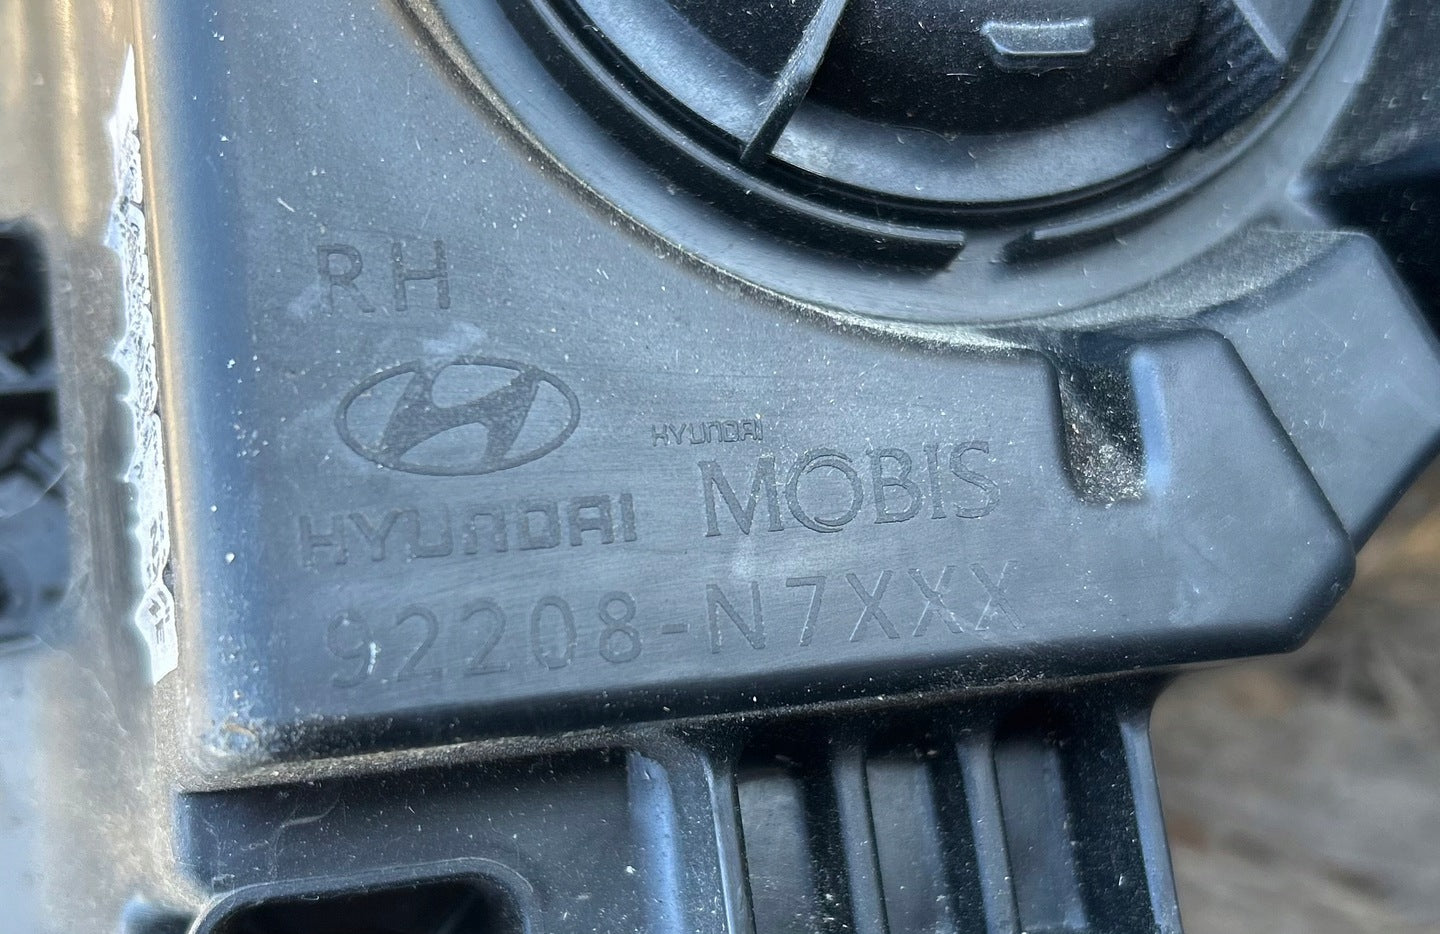 RH
HYUNDAI
HYUNDAI
MOBIS
92208-N7XXX